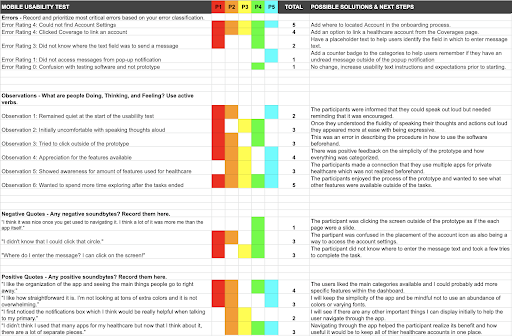 MOBILE USABILITY TEST P1 P2 P3 P4 P5 TOTAL POSSIBLE SOLUTIONS & NEXT STEPS
Errors - Record and prioritize most critical errors based on your error classification.
Error Rating 4: Could not find Account Settings 5 Add where to located Account in the onboarding process.
Error Rating 4: Clicked Coverage to link an account 4 Add an option to link a healthcare account from the Coverages page.
Error Rating 3: Did not know where the text field was to send a message 3 Have a placeholder text to help users identify the field in which to enter message
text.
Error Rating 1: Did not access messages from pop-up notification 1 Add a counter badge to the categories to help users remember if they have an
unread message outside of the popup notification
Error Rating 0: Confusion with testing software and not prototype 1 No change, increase usability text instructions and expectations prior to starting.
Observations - What are people Doing, Thinking, and Feeling? Use active
verbs.
Observation 1: Remained quiet at the start of the usability test 2 The participants were informed that they could speak out loud but needed
reminding that it was encouraged.
Observation 2: Initially uncomfortable with speaking thoughts aloud 3 Once they understood the fluidity of speaking their thoughts and actions out loud
they appeared more at ease with being expressive.
Observation 3: Tried to click outside of the prototype 3 This was an error in describing the procedure in how to use the software
beforehand.
Observation 4: Appreciation for the features available 4 There was positive feedback on the simplicity of the prototype and how
everything was categorized.
Observation 5: Showed awareness for amount of features used for healthcare 3 The participants made a connection that they use multiple apps for private
healthcare which was not realized beforehand.
Observation 6: Wanted to spend more time exploring after the tasks ended 5 The participants enjoyed the process of the prototype and wanted to see what
other features were available outside of the tasks.
Negative Quotes - Any negative soundbytes? Record them here.
"I think it was nice once you get used to navigating it. I think a lot of it was more me than the
app itself." 1 The participant was clicking the screen outside of the prototype as if the each
page were a slide.
"I didn't know that I could click that circle." 3 The participant was confused in the placement of the account icon as also being a
way to access the account settings.
"Where do I enter the message? I can click on the screen!" 3 The participant did not know where to enter the message and took a few tries
to complete the task.
Positive Quotes - Any positive soundbytes? Record them here.
"I like the organization of the app and seeing the main things people go to right
away." 4 The users liked the main categories available and I could probably add more
specific features within the dashboard.
"I like how straightforward it is. I'm not looking at tons of extra colors and it is not
overwhelming." 3 I will keep the simplicity of the app and be mindful not to use an abundance of
colors or varying fonts.
"I first noticed the notifications box which I think would be really helpful when talking
to my primary." 3 I will see if there are any other important things I can display initially to help the
user navigate through the app.
"I didn't think I used that many apps for my healthcare but now that I think about it,
there are a lot of separate pieces." 2 Navigating through the app helped the participant realize its benefit and how
useful it would be to keep all of their healthcare accounts in one place.